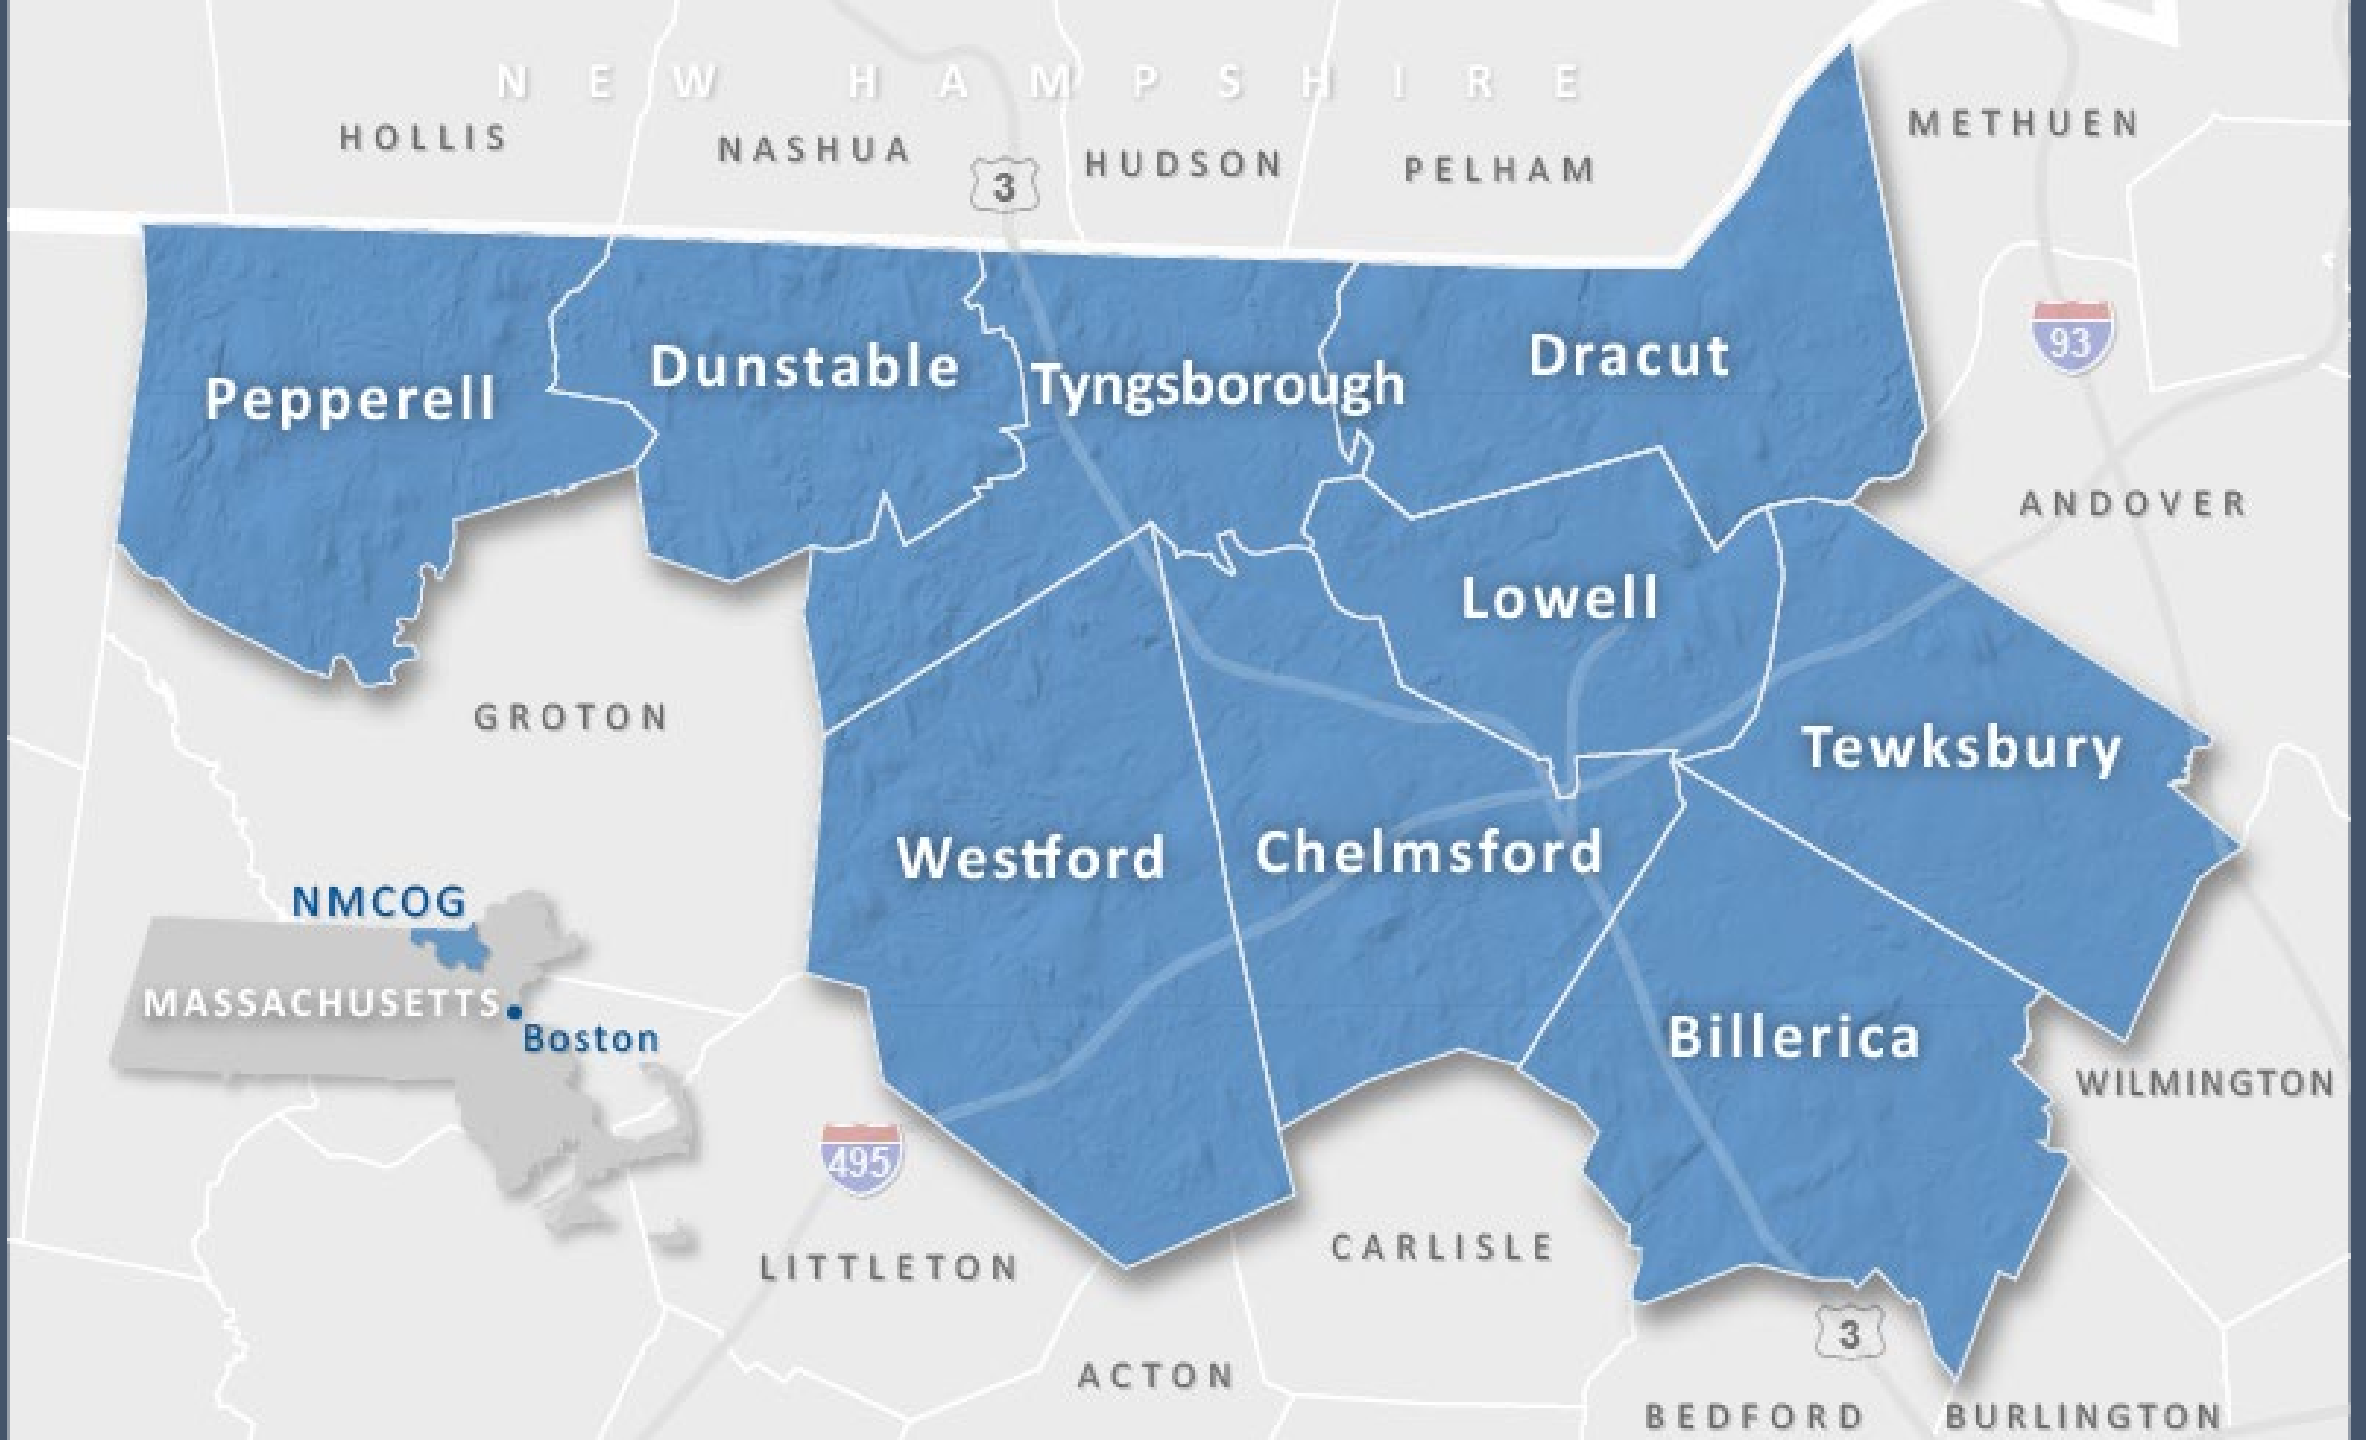 NEW HAMPSHIRE
HOLLIS
NASHUA
HUDSON
PELHAM
METHUEN
3
Pepperell
Dunstable
Tyngsborough
Dracut
93
ANDOVER
Lowell
GROTON
Tewksbury
Westford
Chelmsford
NMCOG
MASSACHUSETTS
Boston
Billerica
WILMINGTON
495
LITTLETON
CARLISLE
3
ACTON
BEDFORD
BURLINGTON